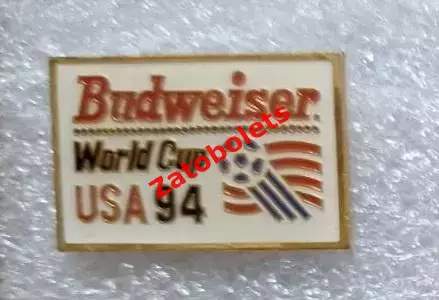 Budweiser
World Cup
USA 94
Zatobolets